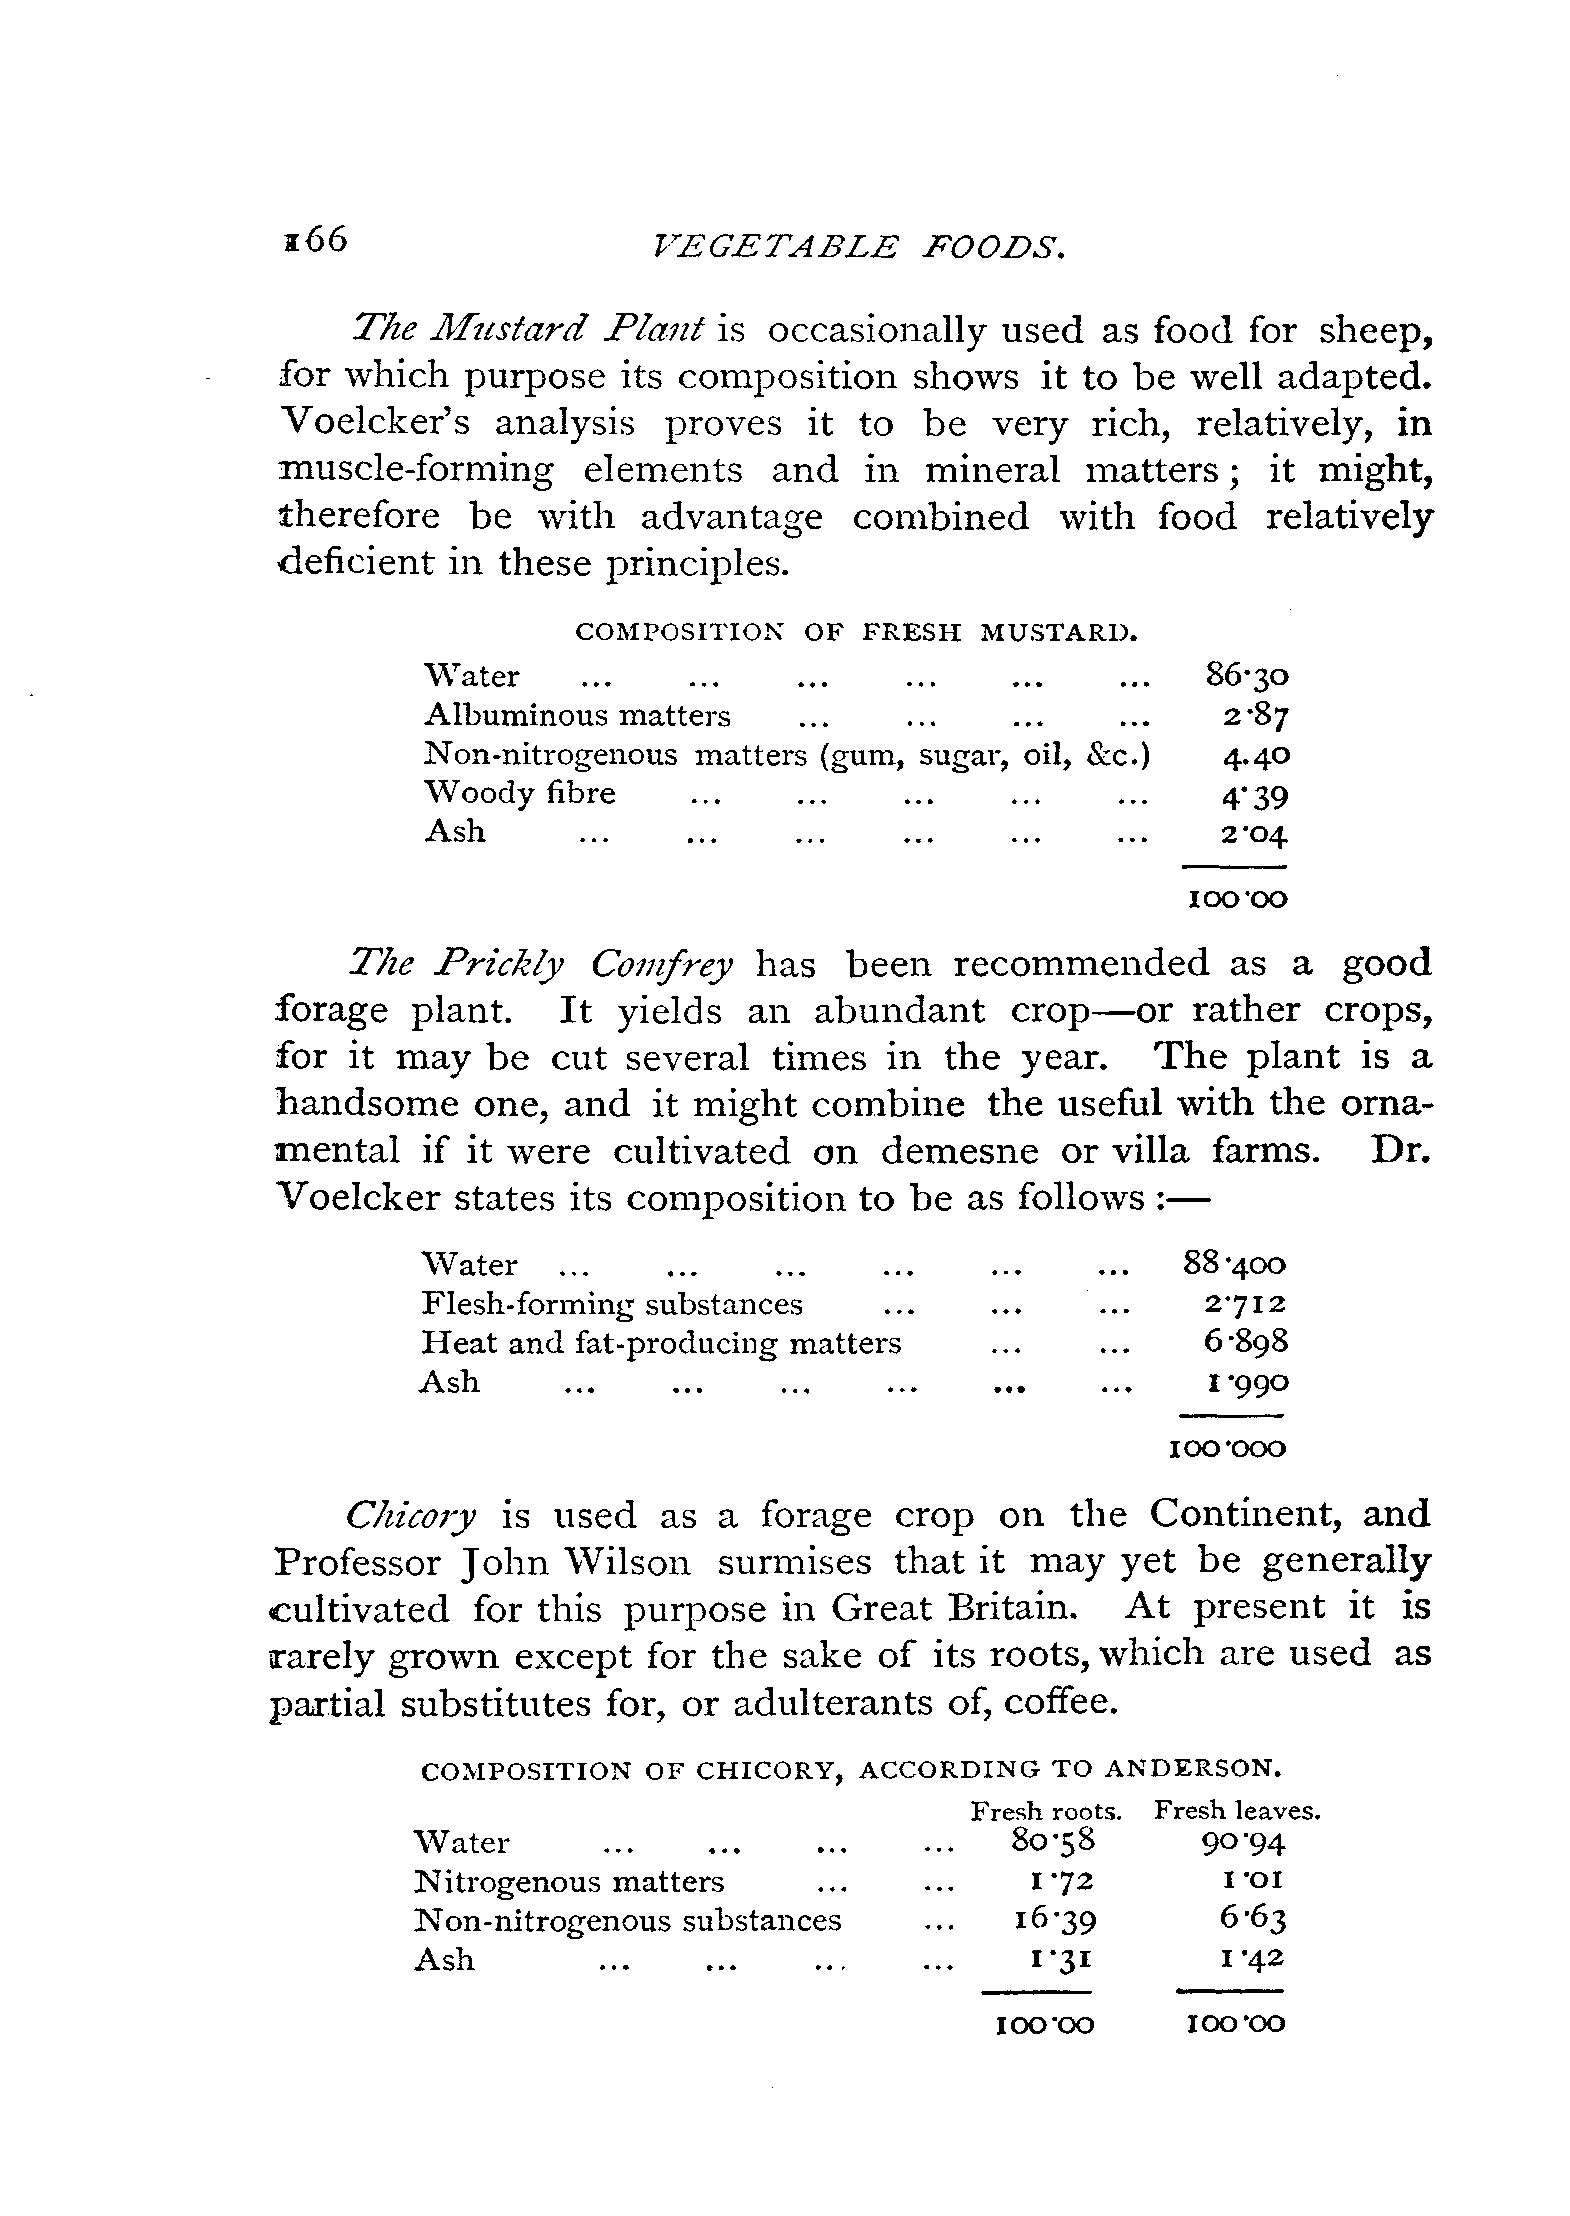 166 VEGETABLE FOODS.
The Mustard Plant is occasionally used as food for sheep,
for which purpose its composition shows it to be well adapted.
Voelcker's analysis proves it to be very rich, relatively, in
muscle-forming elements and in mineral matters; it might,
therefore be with advantage combined with food relatively
deficient in these principles.
COMPOSITION OF FRESH MUSTARD.
Water ... ... ... ... ... ... 86·30
Albuminous matters ... ... ... ... 2·87
Non-nitrogenous matters (gum, sugar, oil, &c.) 4.40
Woody fibre ... ... ... ... ... 4·39
Ash ... ... ... ... ... ... 2·04
100·00
The Prickly Comfrey has been recommended as a good
forage plant. It yields an abundant crop—or rather crops,
for it may be cut several times in the year. The plant is a
handsome one, and it might combine the useful with the orna-
mental if it were cultivated on demesne or villa farms. Dr.
Voelcker states its composition to be as follows:—
Water ... ... ... ... ... ... 88·400
Flesh-forming substances ... ... ... 2·712
Heat and fat-producing matters ... ... 6·898
Ash ... ... ... ... ... ... 1·990
100·000
Chicory is used as a forage crop on the Continent, and
Professor John Wilson surmises that it may yet be generally
cultivated for this purpose in Great Britain. At present it is
rarely grown except for the sake of its roots, which are used as
partial substitutes for, or adulterants of, coffee.
COMPOSITION OF CHICORY, ACCORDING TO ANDERSON.
Fresh roots. Fresh leaves.
Water ... ... ... ... 80·58 90·94
Nitrogenous matters ... ... 1·72 1·01
Non-nitrogenous substances ... 16·39 6·63
Ash ... ... ... ... 1·31 1·42
100·00 100·00